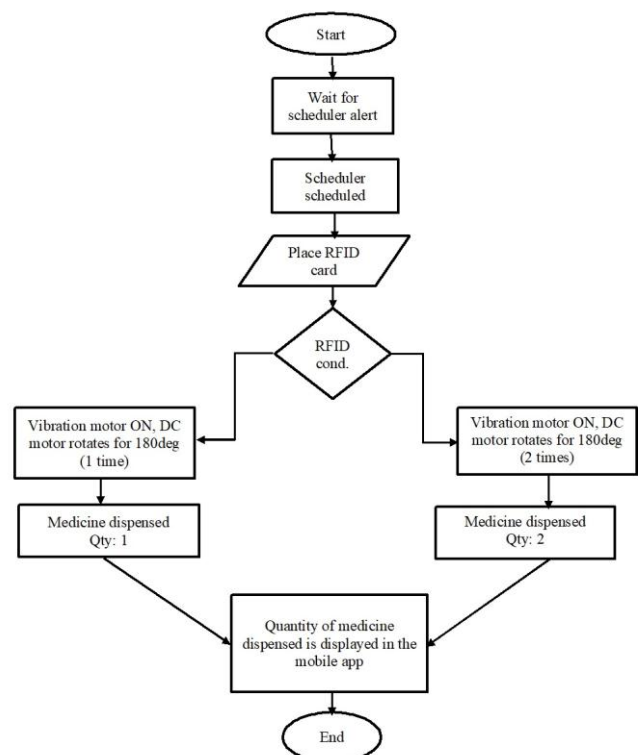 Start
Wait for
scheduler alert
Scheduler
scheduled
Place RFID
card
RFID
cond.
Vibration motor ON, DC
motor rotates for 180deg
(1 time)
Vibration motor ON, DC
motor rotates for 180deg
(2 times)
Medicine dispensed
Qty: 1
Medicine dispensed
Qty: 2
Quantity of medicine
dispensed is displayed in the
mobile app
End